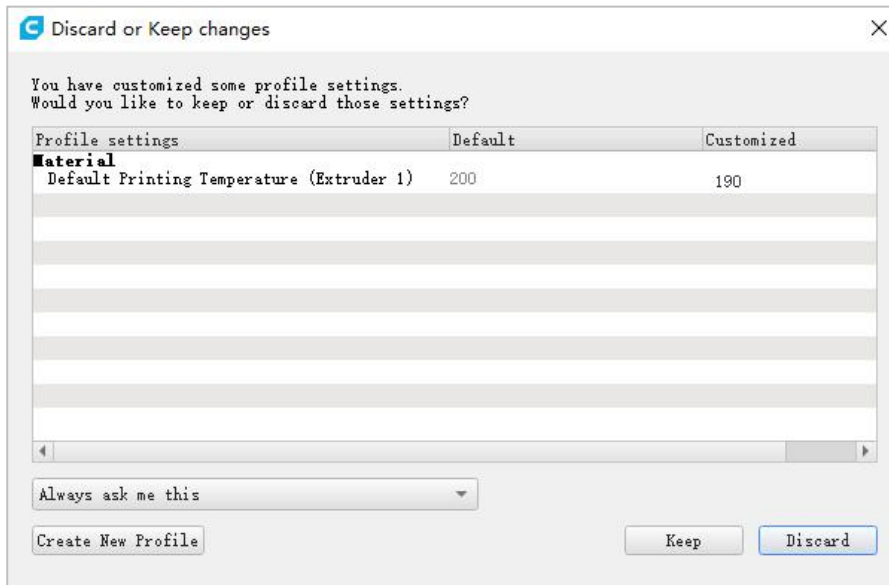 Discard or Keep changes
You have customized some profile settings.
Would you like to keep or discard those settings?
Profile settings Default Customized
Material
Default Printing Temperature (Extruder 1) 200 190
Always ask me this
Create New Profile Keep Discard